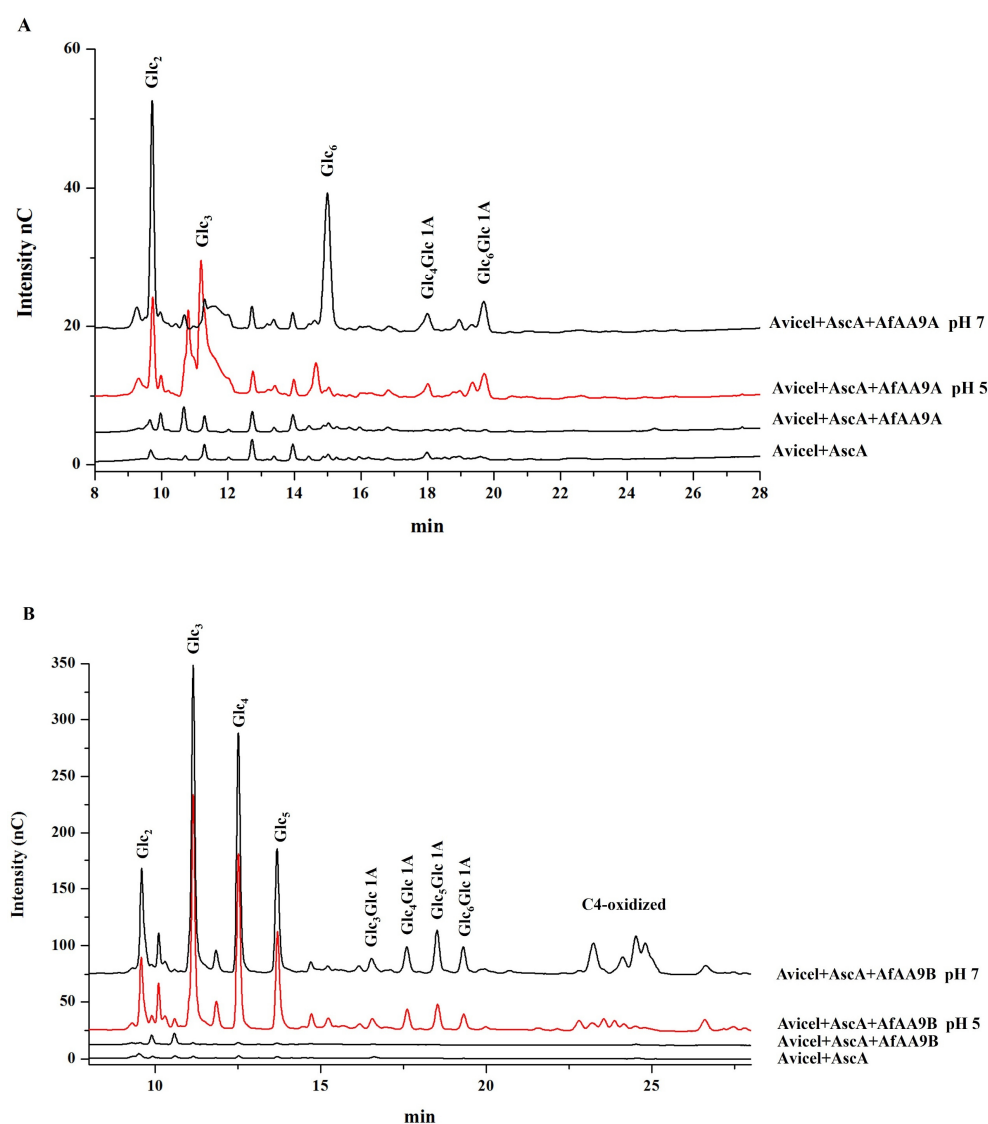 A
60
40
20
0
Intensity nC
Glc2
Glc3
Glc6
Glc4Glc 1A
Glc6Glc 1A
Avicel+AscA+AfAA9A pH 7
Avicel+AscA+AfAA9A pH 5
Avicel+AscA+AfAA9A
Avicel+AscA
8 10 12 14 16 18 20 22 24 26 28
min
B
350
300
250
200
150
100
50
0
Intensity (nC)
Glc2
Glc3
Glc4
Glc5
Glc3Glc 1A
Glc4Glc 1A
Glc5Glc 1A
Glc6Glc 1A
C4-oxidized
Avicel+AscA+AfAA9B pH 7
Avicel+AscA+AfAA9B pH 5
Avicel+AscA+AfAA9B
Avicel+AscA
10 15 20 25
min